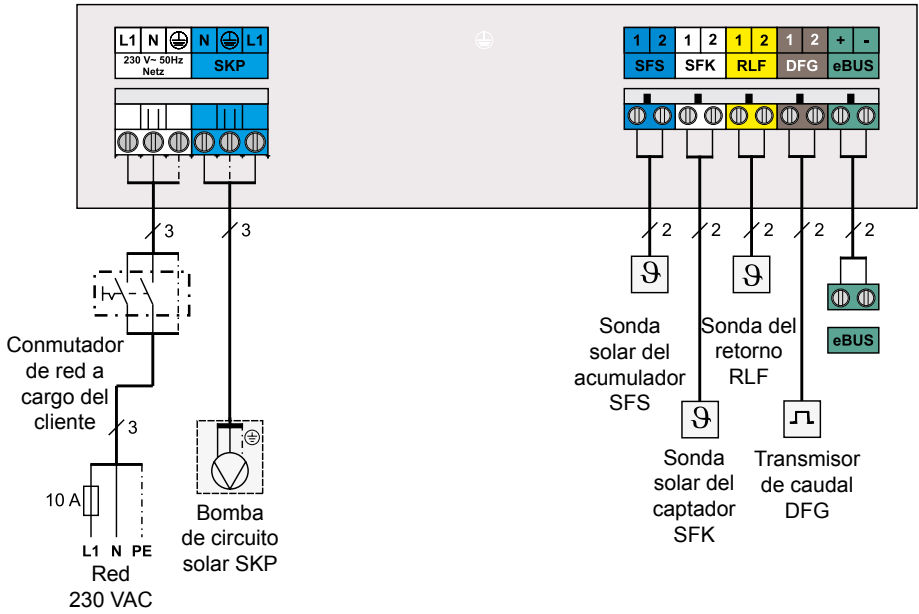 L1 N N L1
230 V~ 50Hz
Netz
SKP
1 2 1 2 1 2 1 2 + -
SFS SFK RLF DFG eBUS
3 3 2 2 2 2 2
Conmutador
de red a
cargo del
cliente
3
10 A
L1 N PE
Red
230 VAC
Bomba
de circuito
solar SKP
ϑ
Sonda
solar del
acumulador
SFS
ϑ
Sonda
solar del
captador
SFK
ϑ
Sonda del
retorno
RLF
Transmisor
de caudal
DFG
eBUS